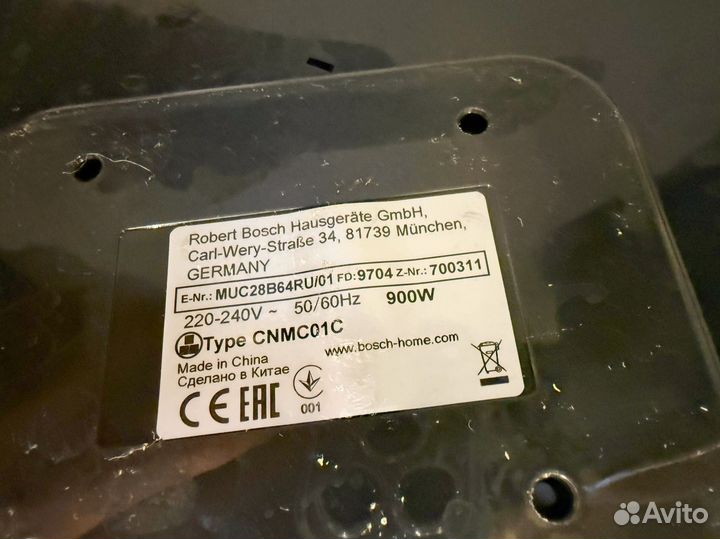 Robert Bosch Hausgeräte GmbH,
Carl-Wery-Straße 34, 81739 München,
GERMANY
E-Nr.: MUC28B64RU/01 FD: 9704 Z-Nr.: 700311
220-240V ~ 50/60Hz 900W
Type CNMC01C
Made in China www.bosch-home.com
Сделано в Китае
CE EAC
001
Avito